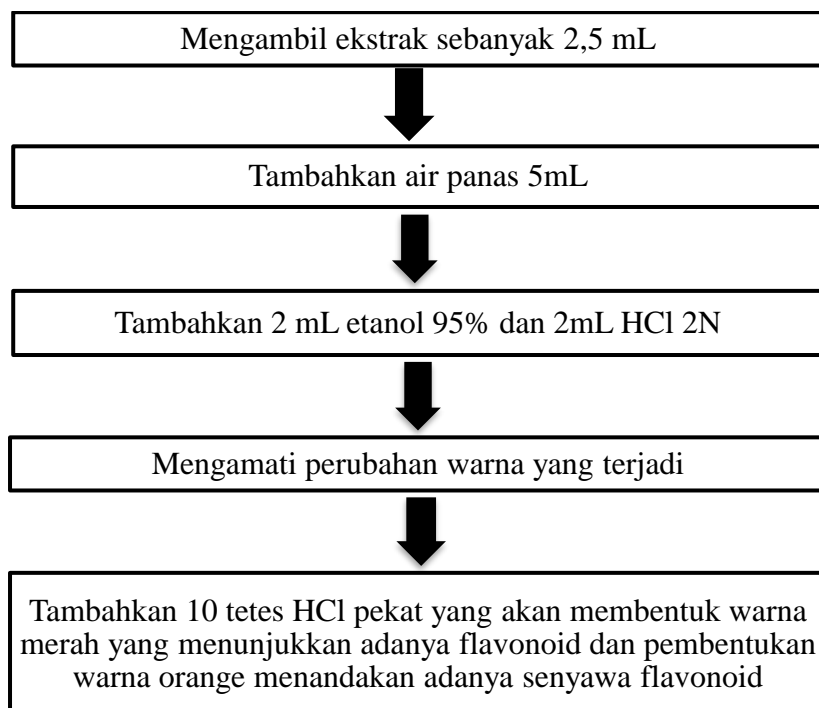 Mengambil ekstrak sebanyak 2,5 mL
Tambahkan air panas 5mL
Tambahkan 2 mL etanol 95% dan 2mL HCl 2N
Mengamati perubahan warna yang terjadi
Tambahkan 10 tetes HCl pekat yang akan membentuk warna
merah yang menunjukkan adanya flavonoid dan pembentukan
warna orange menandakan adanya senyawa flavonoid